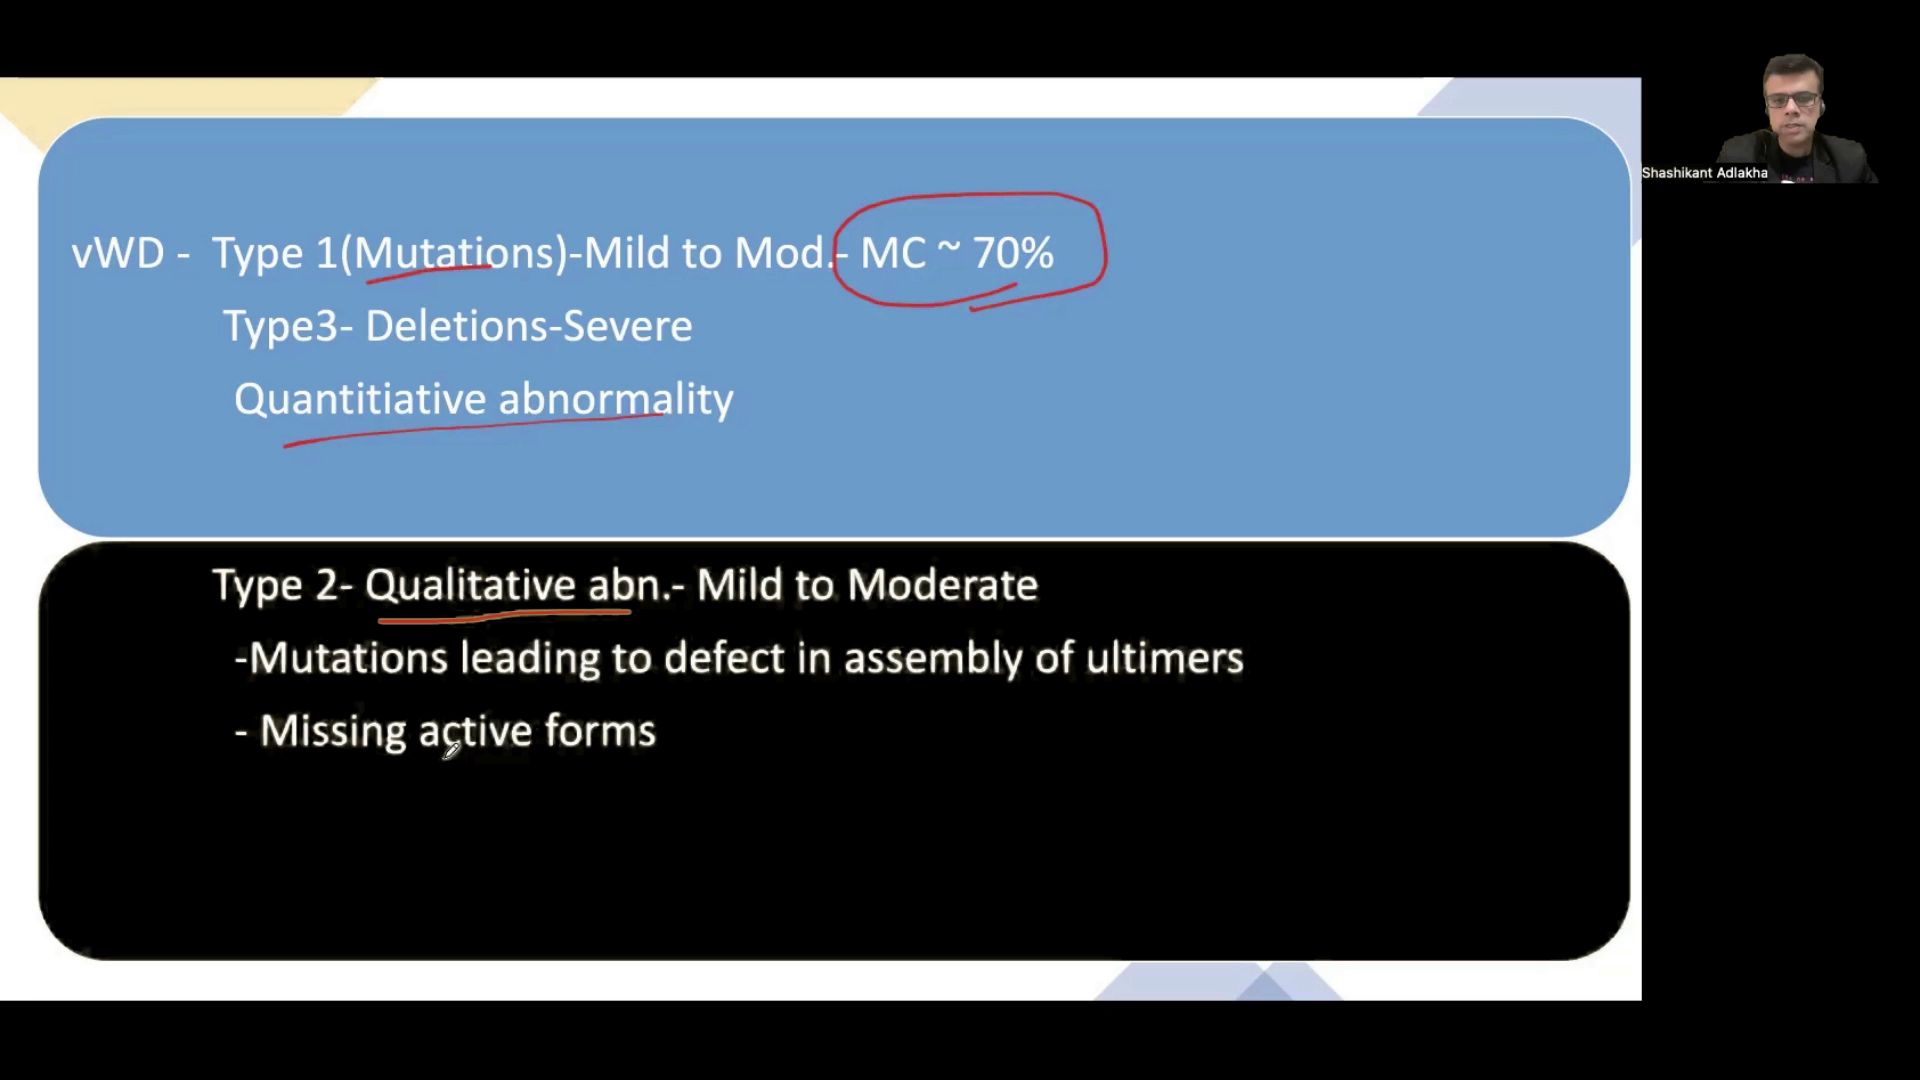 vWD - Type 1(Mutations)-Mild to Mod.- MC ~ 70%
Type3- Deletions-Severe
Quantitiative abnormality
Type 2- Qualitative abn.- Mild to Moderate
-Mutations leading to defect in assembly of ultimers
- Missing active forms
Shashikant Adlakha